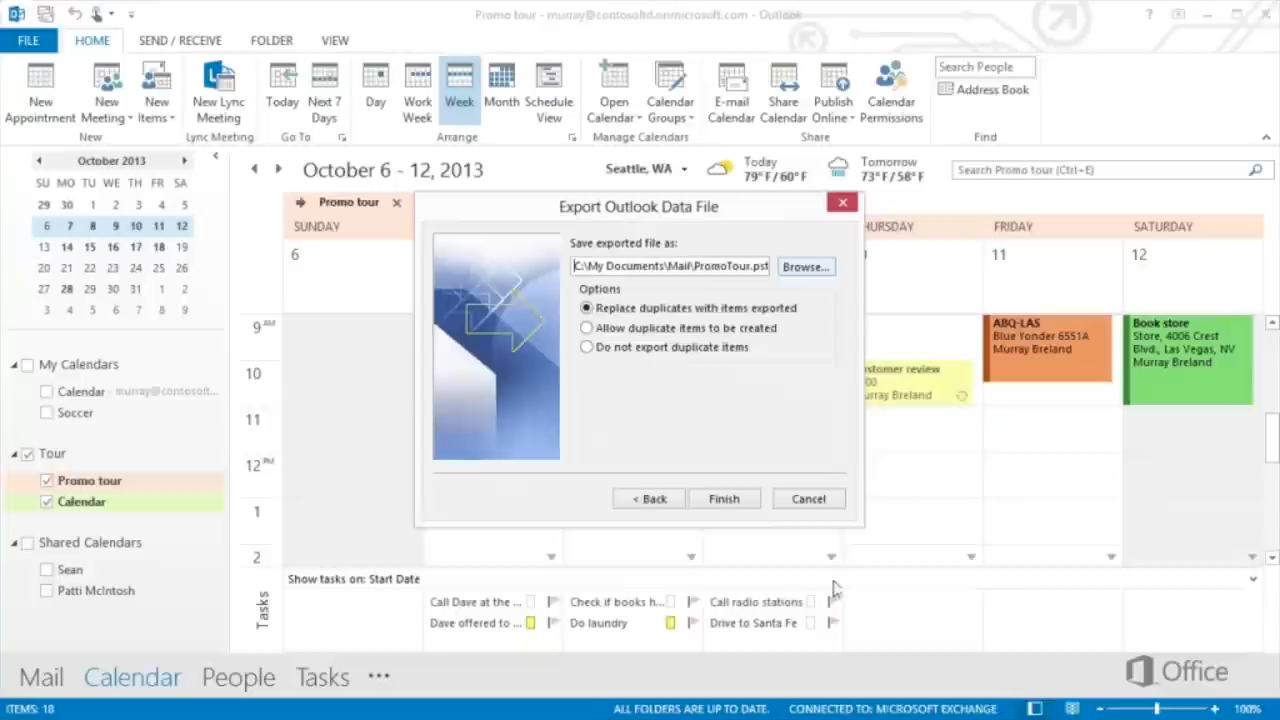 Promo tour - murray@contosoltd.onmicrosoft.com - Outlook
?
FILE HOME SEND / RECEIVE FOLDER VIEW
New Appointment
New Meeting
New Items
New Lync Meeting
Today
Next 7 Days
Day
Work Week
Week
Month
Schedule View
Open Calendar
Calendar Groups
E-mail Calendar
Share Calendar
Publish Online
Calendar Permissions
Search People
Address Book
New
Lync Meeting
Go To
Arrange
Manage Calendars
Share
Find
October 2013
SU MO TU WE TH FR SA
29 30 1 2 3 4 5
6 7 8 9 10 11 12
13 14 15 16 17 18 19
20 21 22 23 24 25 26
27 28 29 30 31 1 2
3 4 5 6 7 8 9
My Calendars
Calendar - murray@contosoft...
Soccer
Tour
Promo tour
Calendar
Shared Calendars
Sean
Patti McIntosh
October 6 - 12, 2013
Seattle, WA
Today
79° F / 60° F
Tomorrow
73° F / 58° F
Search Promo tour (Ctrl+E)
Promo tour
SUNDAY
HURSDAY
FRIDAY
SATURDAY
6
11
12
9 AM
10
11
12 PM
1
2
stomer review
00
urray Breland
ABQ-LAS
Blue Yonder 6551A
Murray Breland
Book store
Store, 4006 Crest
Blvd., Las Vegas, NV
Murray Breland
Export Outlook Data File
Save exported file as:
C:\My Documents\Mail\PromoTour.pst
Browse...
Options
Replace duplicates with items exported
Allow duplicate items to be created
Do not export duplicate items
< Back
Finish
Cancel
Show tasks on: Start Date
Tasks
Call Dave at the ...
Dave offered to ...
Check if books h...
Do laundry
Call radio stations
Drive to Santa Fe
Mail Calendar People Tasks •••
Office
ITEMS: 18
ALL FOLDERS ARE UP TO DATE.
CONNECTED TO: MICROSOFT EXCHANGE
100%